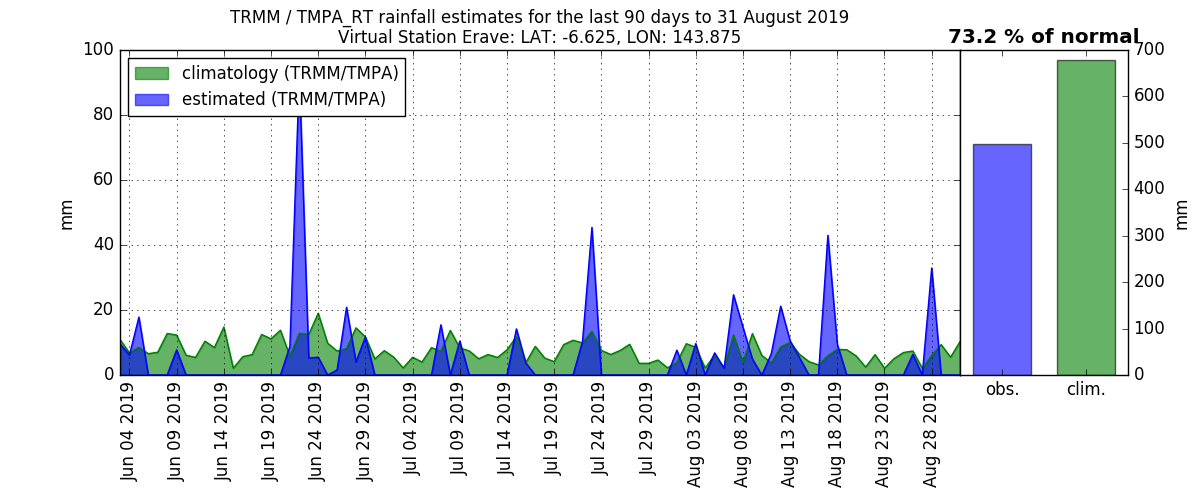 TRMM / TMPA_RT rainfall estimates for the last 90 days to 31 August 2019
Virtual Station Erave: LAT: -6.625, LON: 143.875
73.2 % of normal
climatology (TRMM/TMPA)
estimated (TRMM/TMPA)
100
80
60
40
20
0
mm
Jun 04 2019
Jun 09 2019
Jun 14 2019
Jun 19 2019
Jun 24 2019
Jun 29 2019
Jul 04 2019
Jul 09 2019
Jul 14 2019
Jul 19 2019
Jul 24 2019
Jul 29 2019
Aug 03 2019
Aug 08 2019
Aug 13 2019
Aug 18 2019
Aug 23 2019
Aug 28 2019
obs.
clim.
700
600
500
400
300
200
100
0
mm